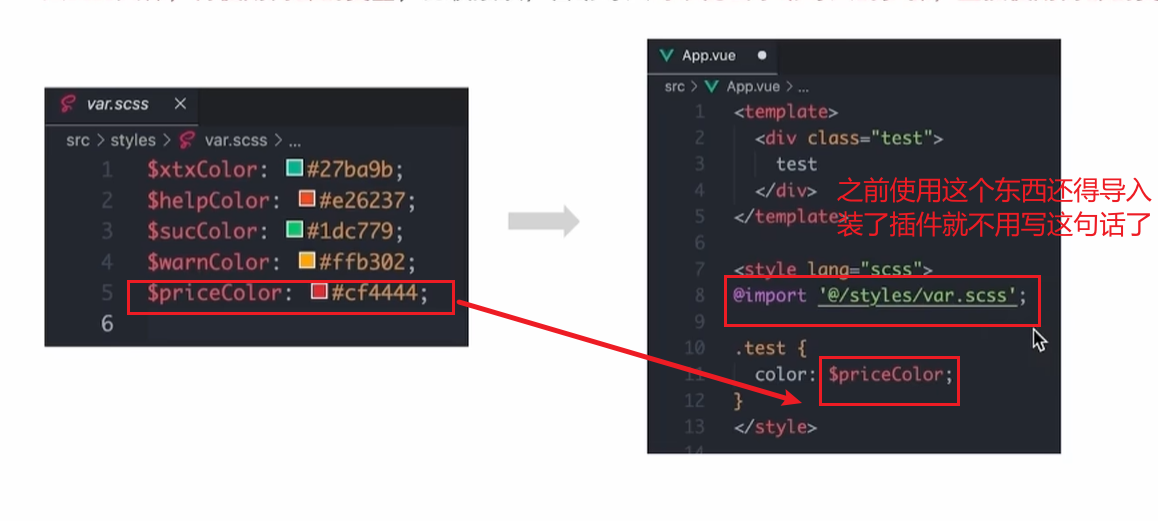 var.scss
src > styles > var.scss > ...
1 $xtxColor: #27ba9b;
2 $helpColor: #e26237;
3 $sucColor: #1dc779;
4 $warnColor: #ffb302;
5 $priceColor: #cf4444;
6
App.vue
src > App.vue > ...
1 <template>
2 <div class="test">
3 test
4 </div>
5 </template>
6
7 <style lang="scss">
8 @import '@/styles/var.scss';
9
10 .test {
11 color: $priceColor;
12 }
13 </style>
14
之前使用这个东西还得导入
装了插件就不用写这句话了